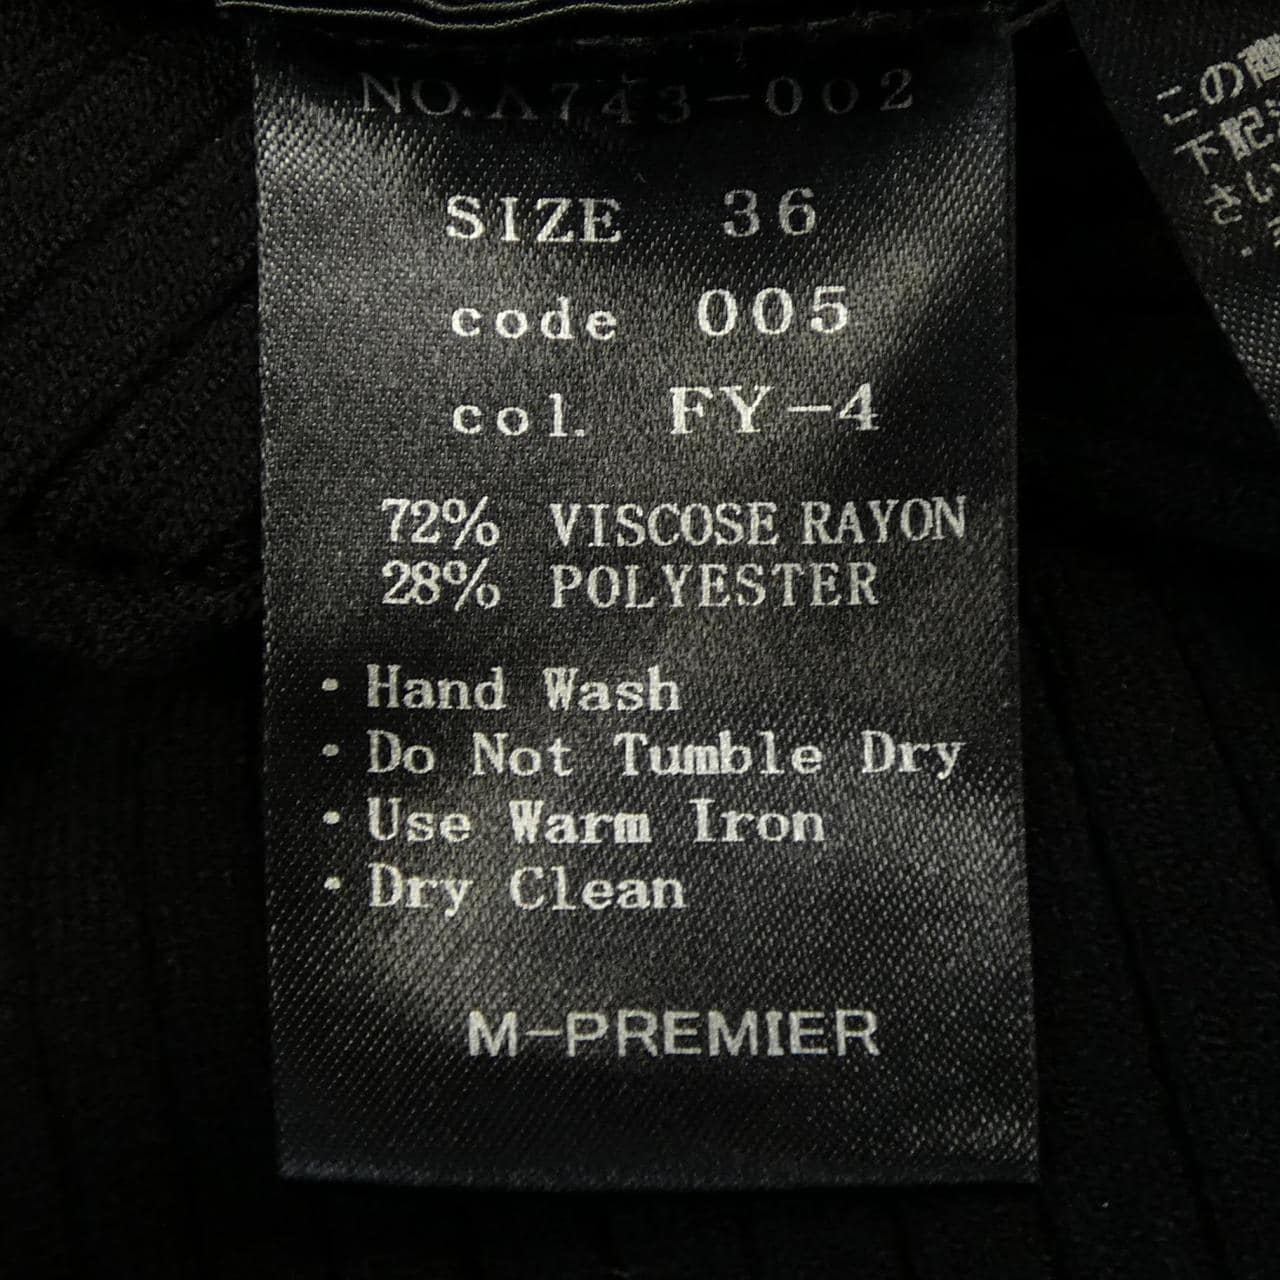 NO.A743-002
SIZE 36
code 005
col. FY-4
72% VISCOSE RAYON
28% POLYESTER
・Hand Wash
・Do Not Tumble Dry
・Use Warm Iron
・Dry Clean
M-PREMIER
この
下記
さい